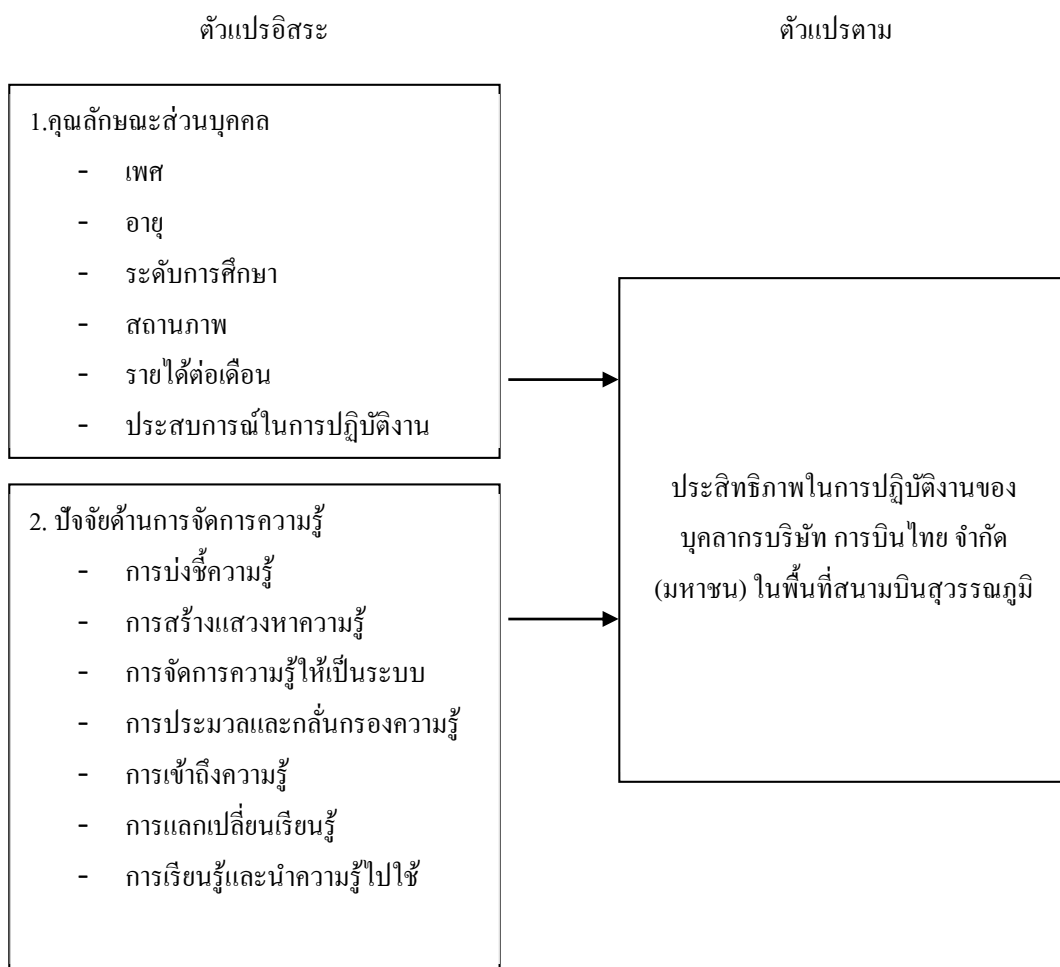 ตัวแปรอิสระ
ตัวแปรตาม
1.คุณลักษณะส่วนบุคคล
- เพศ
- อายุ
- ระดับการศึกษา
- สถานภาพ
- รายได้ต่อเดือน
- ประสบการณ์ในการปฏิบัติงาน
2. ปัจจัยด้านการจัดการความรู้
- การบ่งชี้ความรู้
- การสร้างแสวงหาความรู้
- การจัดการความรู้ให้เป็นระบบ
- การประมวลและกลั่นกรองความรู้
- การเข้าถึงความรู้
- การแลกเปลี่ยนเรียนรู้
- การเรียนรู้และนำความรู้ไปใช้
ประสิทธิภาพในการปฏิบัติงานของ
บุคลากรบริษัท การบินไทย จำกัด
(มหาชน) ในพื้นที่สนามบินสุวรรณภูมิ